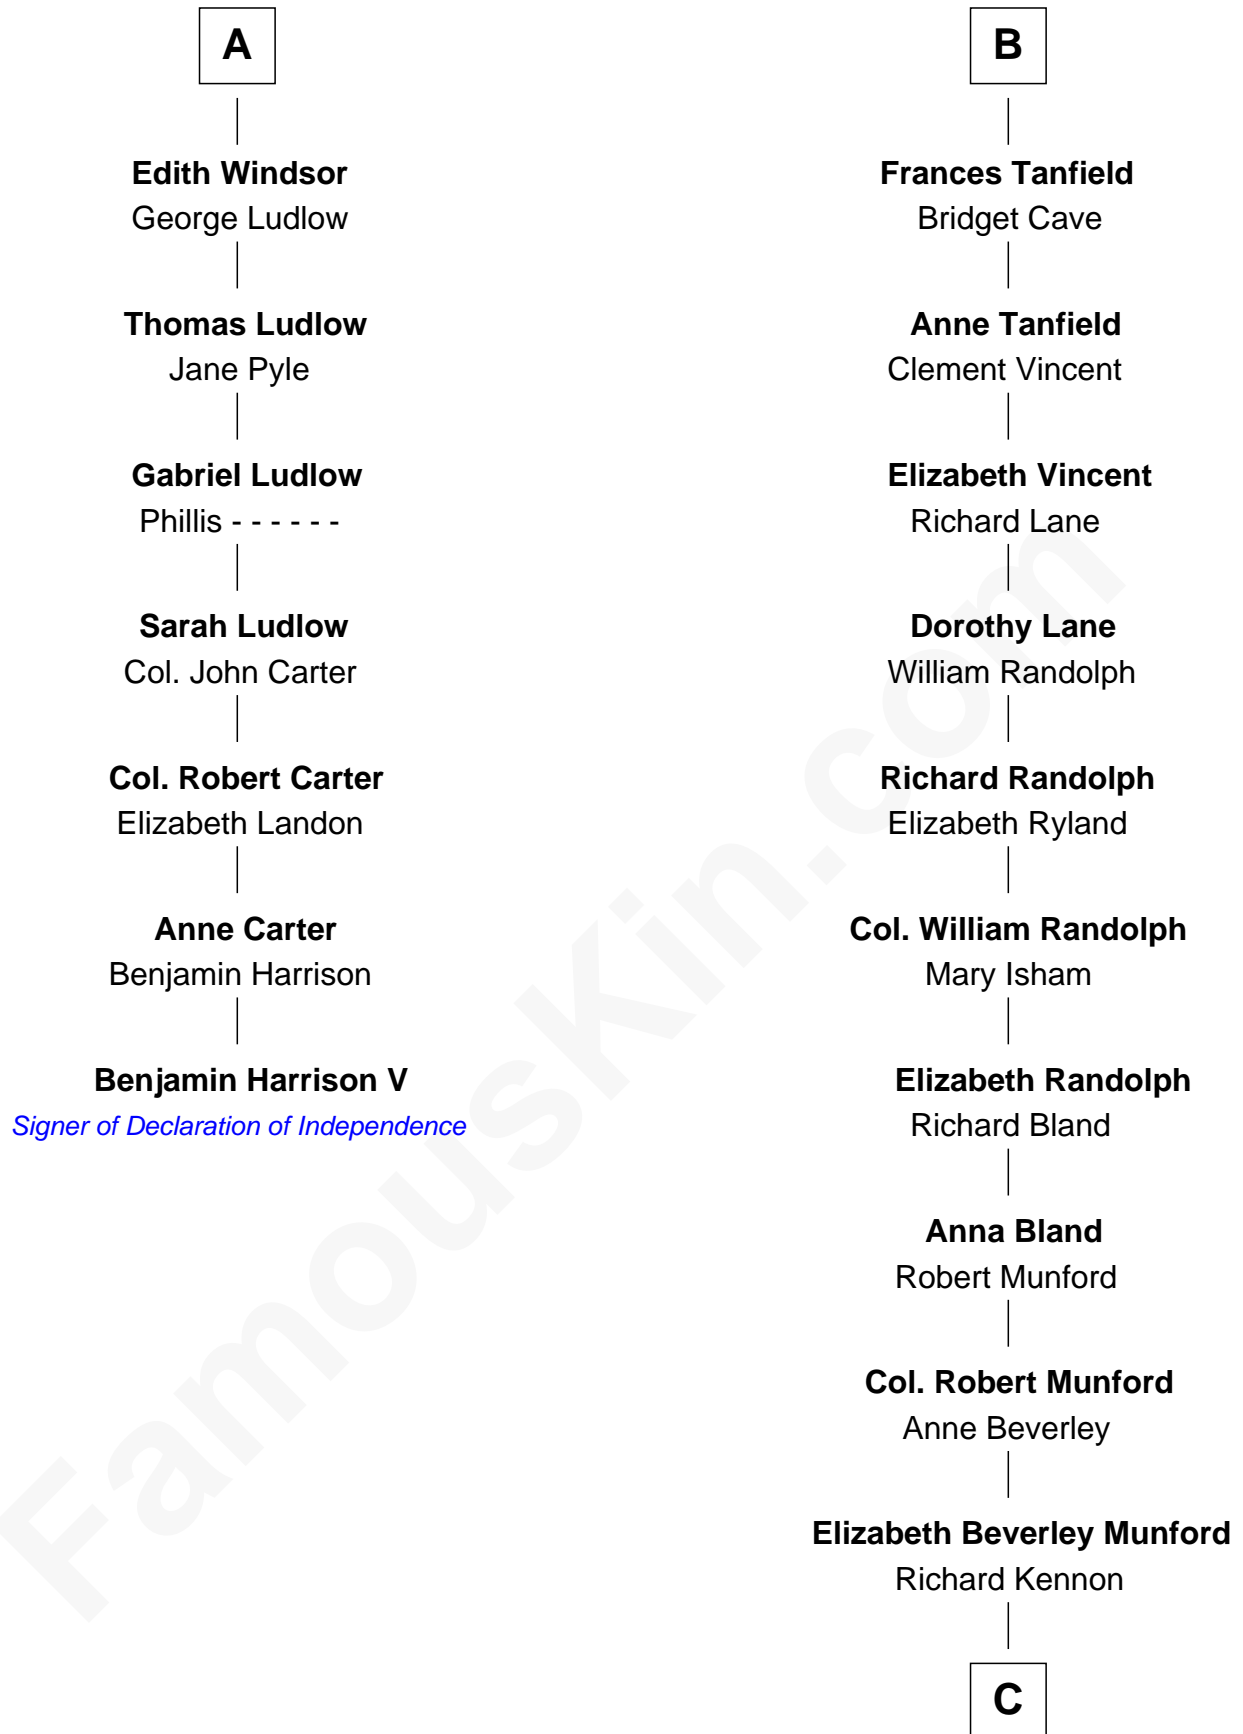 A
Edith Windsor
George Ludlow
Thomas Ludlow
Jane Pyle
Gabriel Ludlow
Phillis - - - - - -
Sarah Ludlow
Col. John Carter
Col. Robert Carter
Elizabeth Landon
Anne Carter
Benjamin Harrison
Benjamin Harrison V
Signer of Declaration of Independence
B
Frances Tanfield
Bridget Cave
Anne Tanfield
Clement Vincent
Elizabeth Vincent
Richard Lane
Dorothy Lane
William Randolph
Richard Randolph
Elizabeth Ryland
Col. William Randolph
Mary Isham
Elizabeth Randolph
Richard Bland
Anna Bland
Robert Munford
Col. Robert Munford
Anne Beverley
Elizabeth Beverley Munford
Richard Kennon
C
FamousKin.com